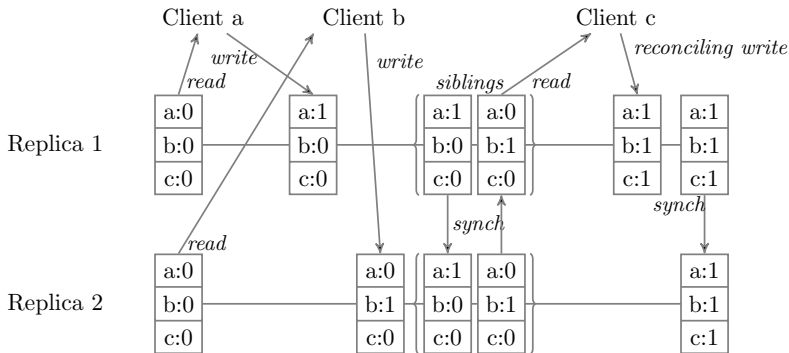 Client a Client b Client c
write write reconciling write
read siblings read
a:0 a:1 a:1 a:0 a:1 a:1
Replica 1 b:0 b:0 b:0 b:1 b:1 b:1
c:0 c:0 c:0 c:0 c:1 c:1
synch synch
read
a:0 a:0 a:1 a:0 a:1
Replica 2 b:0 b:1 b:0 b:1 b:1
c:0 c:0 c:0 c:0 c:1